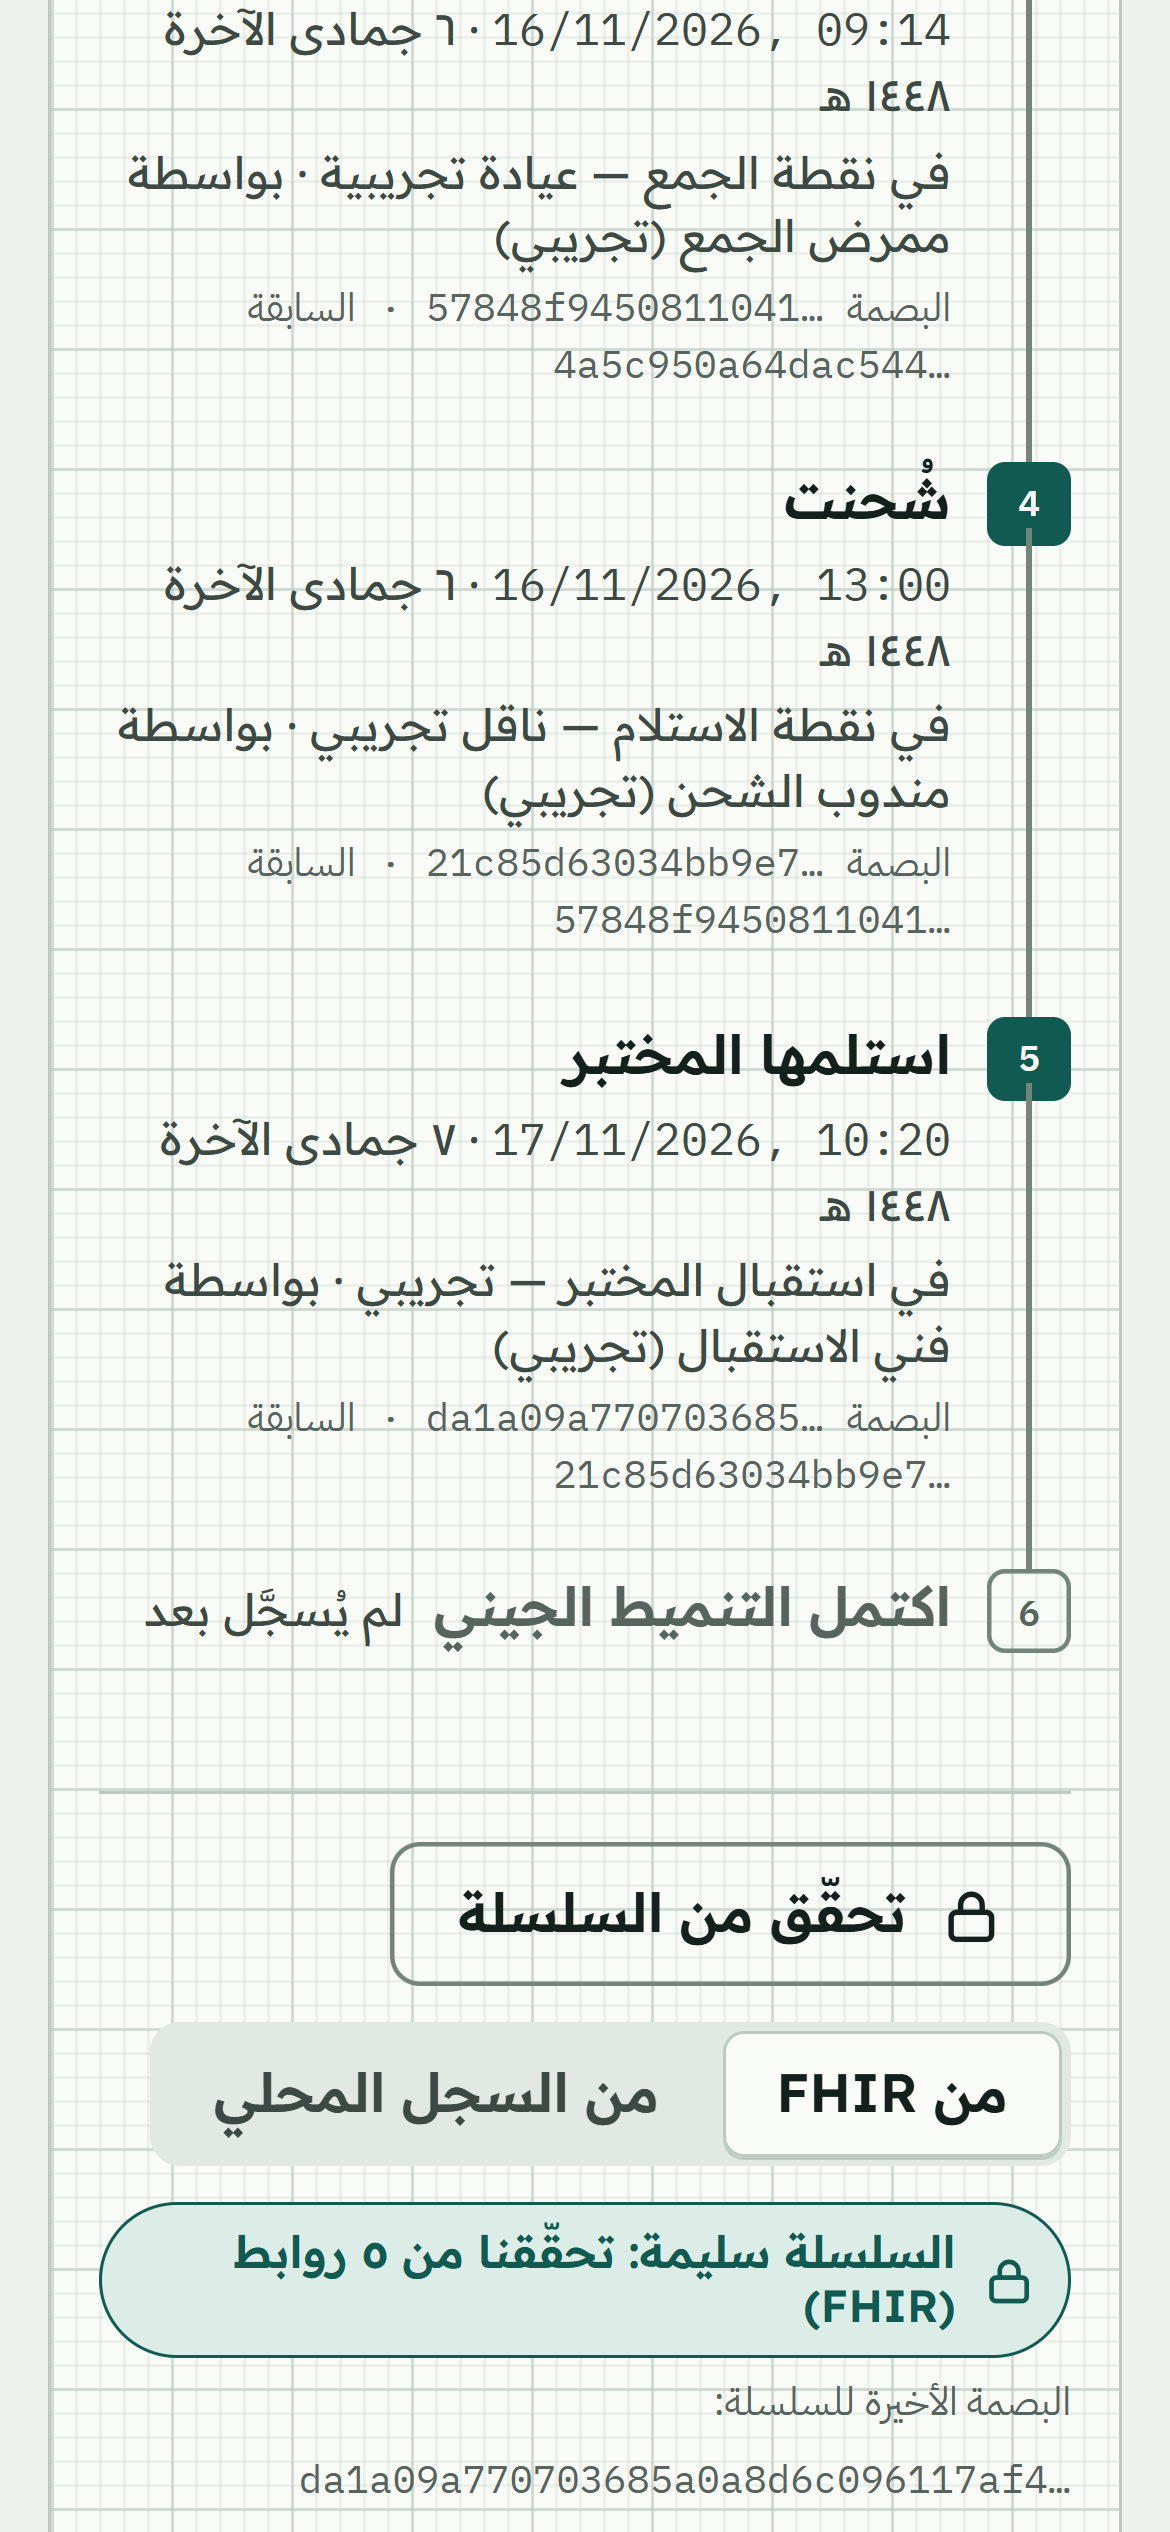 16/11/2026, 09:14 · ٦ جمادى الآخرة
١٤٤٨ هـ
في نقطة الجمع — عيادة تجريبية · بواسطة
ممرض الجمع (تجريبي)
البصمة 57848f9450811041… · السابقة
4a5c950a64dac544…
4
شُحنت
16/11/2026, 13:00 · ٦ جمادى الآخرة
١٤٤٨ هـ
في نقطة الاستلام — ناقل تجريبي · بواسطة
مندوب الشحن (تجريبي)
البصمة 21c85d63034bb9e7… · السابقة
57848f9450811041…
5
استلمها المختبر
17/11/2026, 10:20 · ٧ جمادى الآخرة
١٤٤٨ هـ
في استقبال المختبر — تجريبي · بواسطة
فني الاستقبال (تجريبي)
البصمة da1a09a770703685… · السابقة
21c85d63034bb9e7…
6 اكتمل التنميط الجيني لم يُسجَّل بعد
تحقّق من السلسلة
من FHIR من السجل المحلي
السلسلة سليمة: تحقّقنا من ٥ روابط
(FHIR)
البصمة الأخيرة للسلسلة:
da1a09a770703685a0a8d6c096117af4…